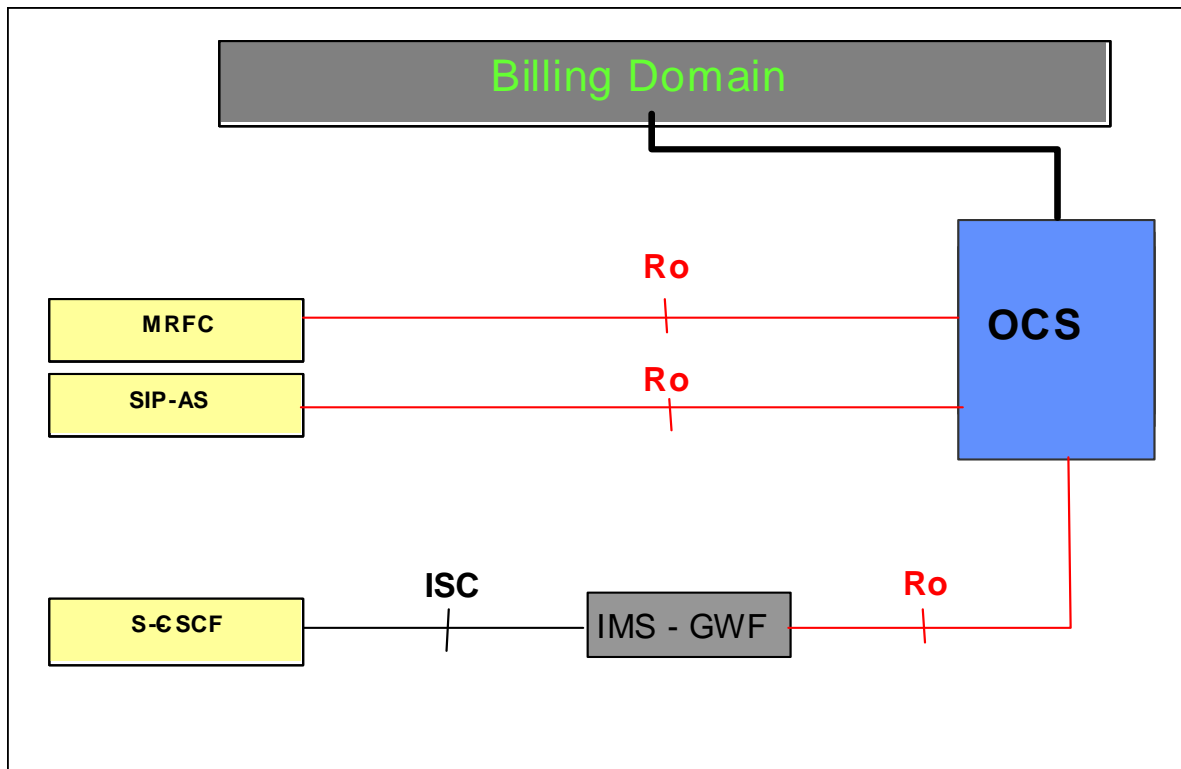 Billing Domain
Ro
MRFC
OCS
Ro
SIP-AS
ISC
Ro
S-CSCF
IMS - GWF